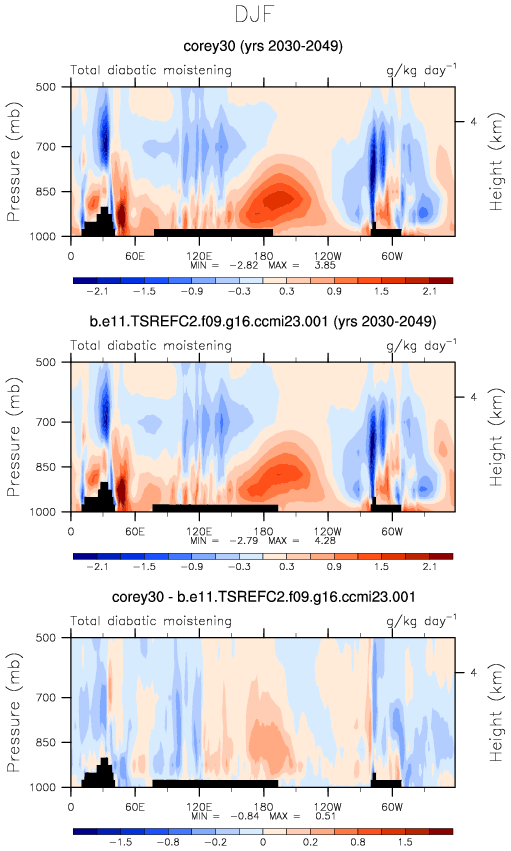 DJF
corey30 (yrs 2030-2049)
Total diabatic moistening g/kg day⁻¹
500
700
850
1000
Pressure (mb)
4
Height (km)
0 60E 120E 180 120W 60W
MIN = -2.82 MAX = 3.85
-2.1 -1.5 -0.9 -0.3 0.3 0.9 1.5 2.1
b.e11.TSREFC2.f09.g16.ccmi23.001 (yrs 2030-2049)
Total diabatic moistening g/kg day⁻¹
500
700
850
1000
Pressure (mb)
4
Height (km)
0 60E 120E 180 120W 60W
MIN = -2.79 MAX = 4.28
-2.1 -1.5 -0.9 -0.3 0.3 0.9 1.5 2.1
corey30 - b.e11.TSREFC2.f09.g16.ccmi23.001
Total diabatic moistening g/kg day⁻¹
500
700
850
1000
Pressure (mb)
4
Height (km)
0 60E 120E 180 120W 60W
MIN = -0.84 MAX = 0.51
-1.5 -0.8 -0.2 0 0.2 0.8 1.5